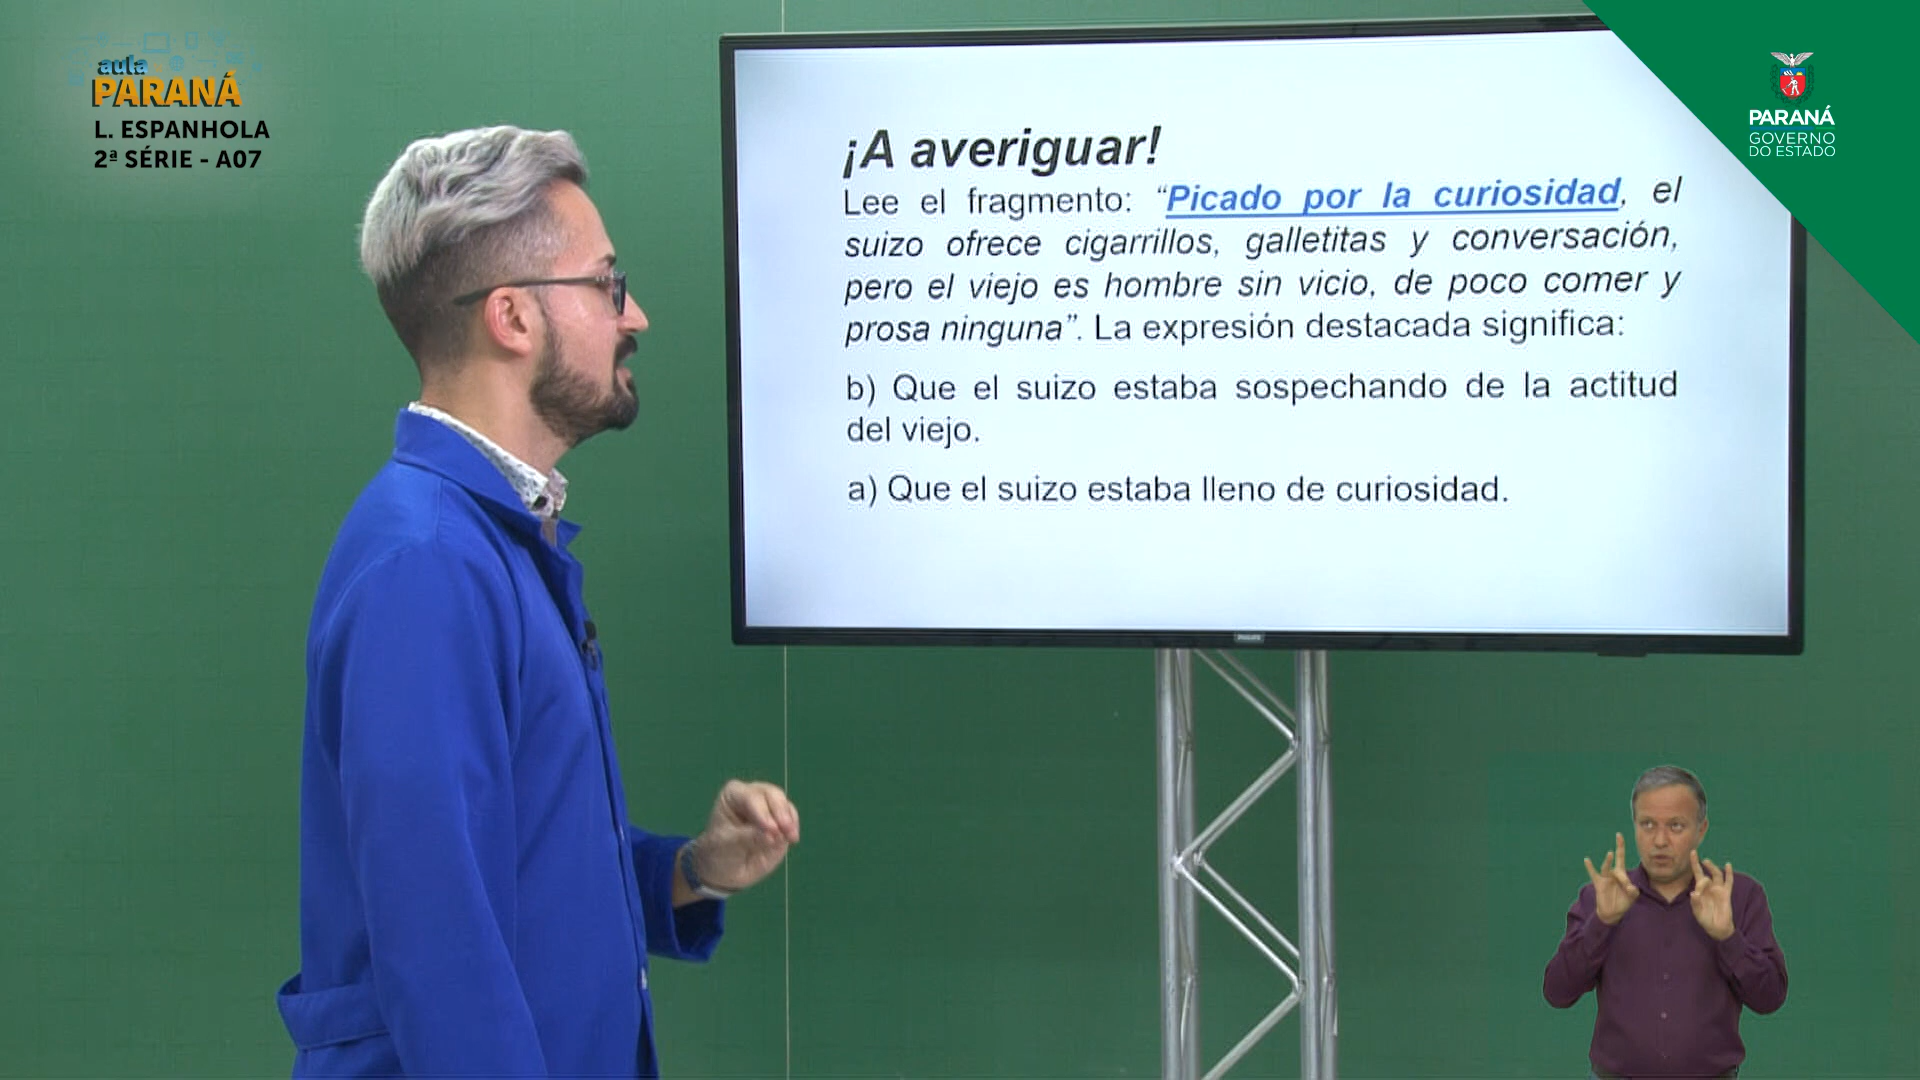 aula
PARANÁ
L. ESPANHOLA
2ª SÉRIE - A07
PARANÁ
GOVERNO
DO ESTADO
¡A averiguar!
Lee el fragmento: “Picado por la curiosidad, el
suizo ofrece cigarrillos, galletitas y conversación,
pero el viejo es hombre sin vicio, de poco comer y
prosa ninguna”. La expresión destacada significa:
b) Que el suizo estaba sospechando de la actitud
del viejo.
a) Que el suizo estaba lleno de curiosidad.
PHILIPS